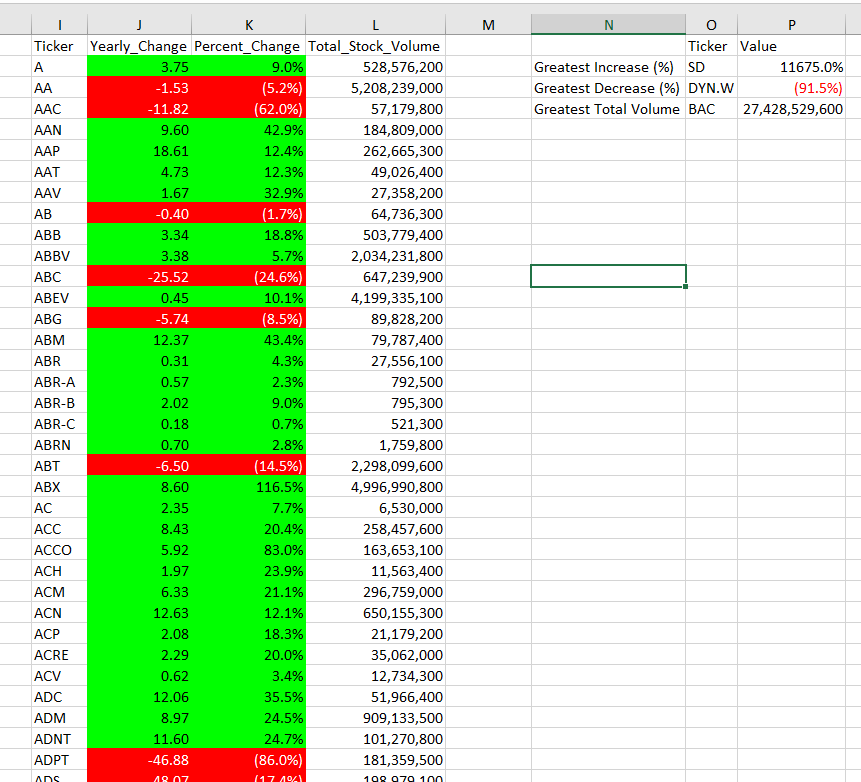 I J K L M N O P
Ticker Yearly_Change Percent_Change Total_Stock_Volume Ticker Value
A 3.75 9.0% 528,576,200 Greatest Increase (%) SD 11675.0%
AA -1.53 (5.2%) 5,208,239,000 Greatest Decrease (%) DYN.W (91.5%)
AAC -11.82 (62.0%) 57,179,800 Greatest Total Volume BAC 27,428,529,600
AAN 9.60 42.9% 184,809,000
AAP 18.61 12.4% 262,665,300
AAT 4.73 12.3% 49,026,400
AAV 1.67 32.9% 27,358,200
AB -0.40 (1.7%) 64,736,300
ABB 3.34 18.8% 503,779,400
ABBV 3.38 5.7% 2,034,231,800
ABC -25.52 (24.6%) 647,239,900
ABEV 0.45 10.1% 4,199,335,100
ABG -5.74 (8.5%) 89,828,200
ABM 12.37 43.4% 79,787,400
ABR 0.31 4.3% 27,556,100
ABR-A 0.57 2.3% 792,500
ABR-B 2.02 9.0% 795,300
ABR-C 0.18 0.7% 521,300
ABRN 0.70 2.8% 1,759,800
ABT -6.50 (14.5%) 2,298,099,600
ABX 8.60 116.5% 4,996,990,800
AC 2.35 7.7% 6,530,000
ACC 8.43 20.4% 258,457,600
ACCO 5.92 83.0% 163,653,100
ACH 1.97 23.9% 11,563,400
ACM 6.33 21.1% 296,759,000
ACN 12.63 12.1% 650,155,300
ACP 2.08 18.3% 21,179,200
ACRE 2.29 20.0% 35,062,000
ACV 0.62 3.4% 12,734,300
ADC 12.06 35.5% 51,966,400
ADM 8.97 24.5% 909,133,500
ADNT 11.60 24.7% 101,270,800
ADPT -46.88 (86.0%) 181,359,500
ADS (17.4%) 198,979,100